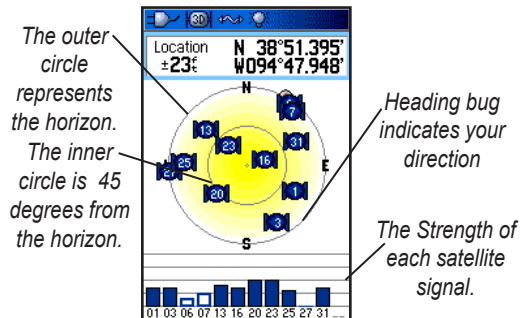 3D
Location
±23ft
N 38°51.395'
W094°47.948'
The outer
circle
represents
the horizon.
The inner
circle is 45
degrees from
the horizon.
N
7
13
31
23
16
25
E
20
1
3
S
Heading bug
indicates your
direction
The Strength of
each satellite
signal.
01 03 06 07 13 16 20 23 25 27 31